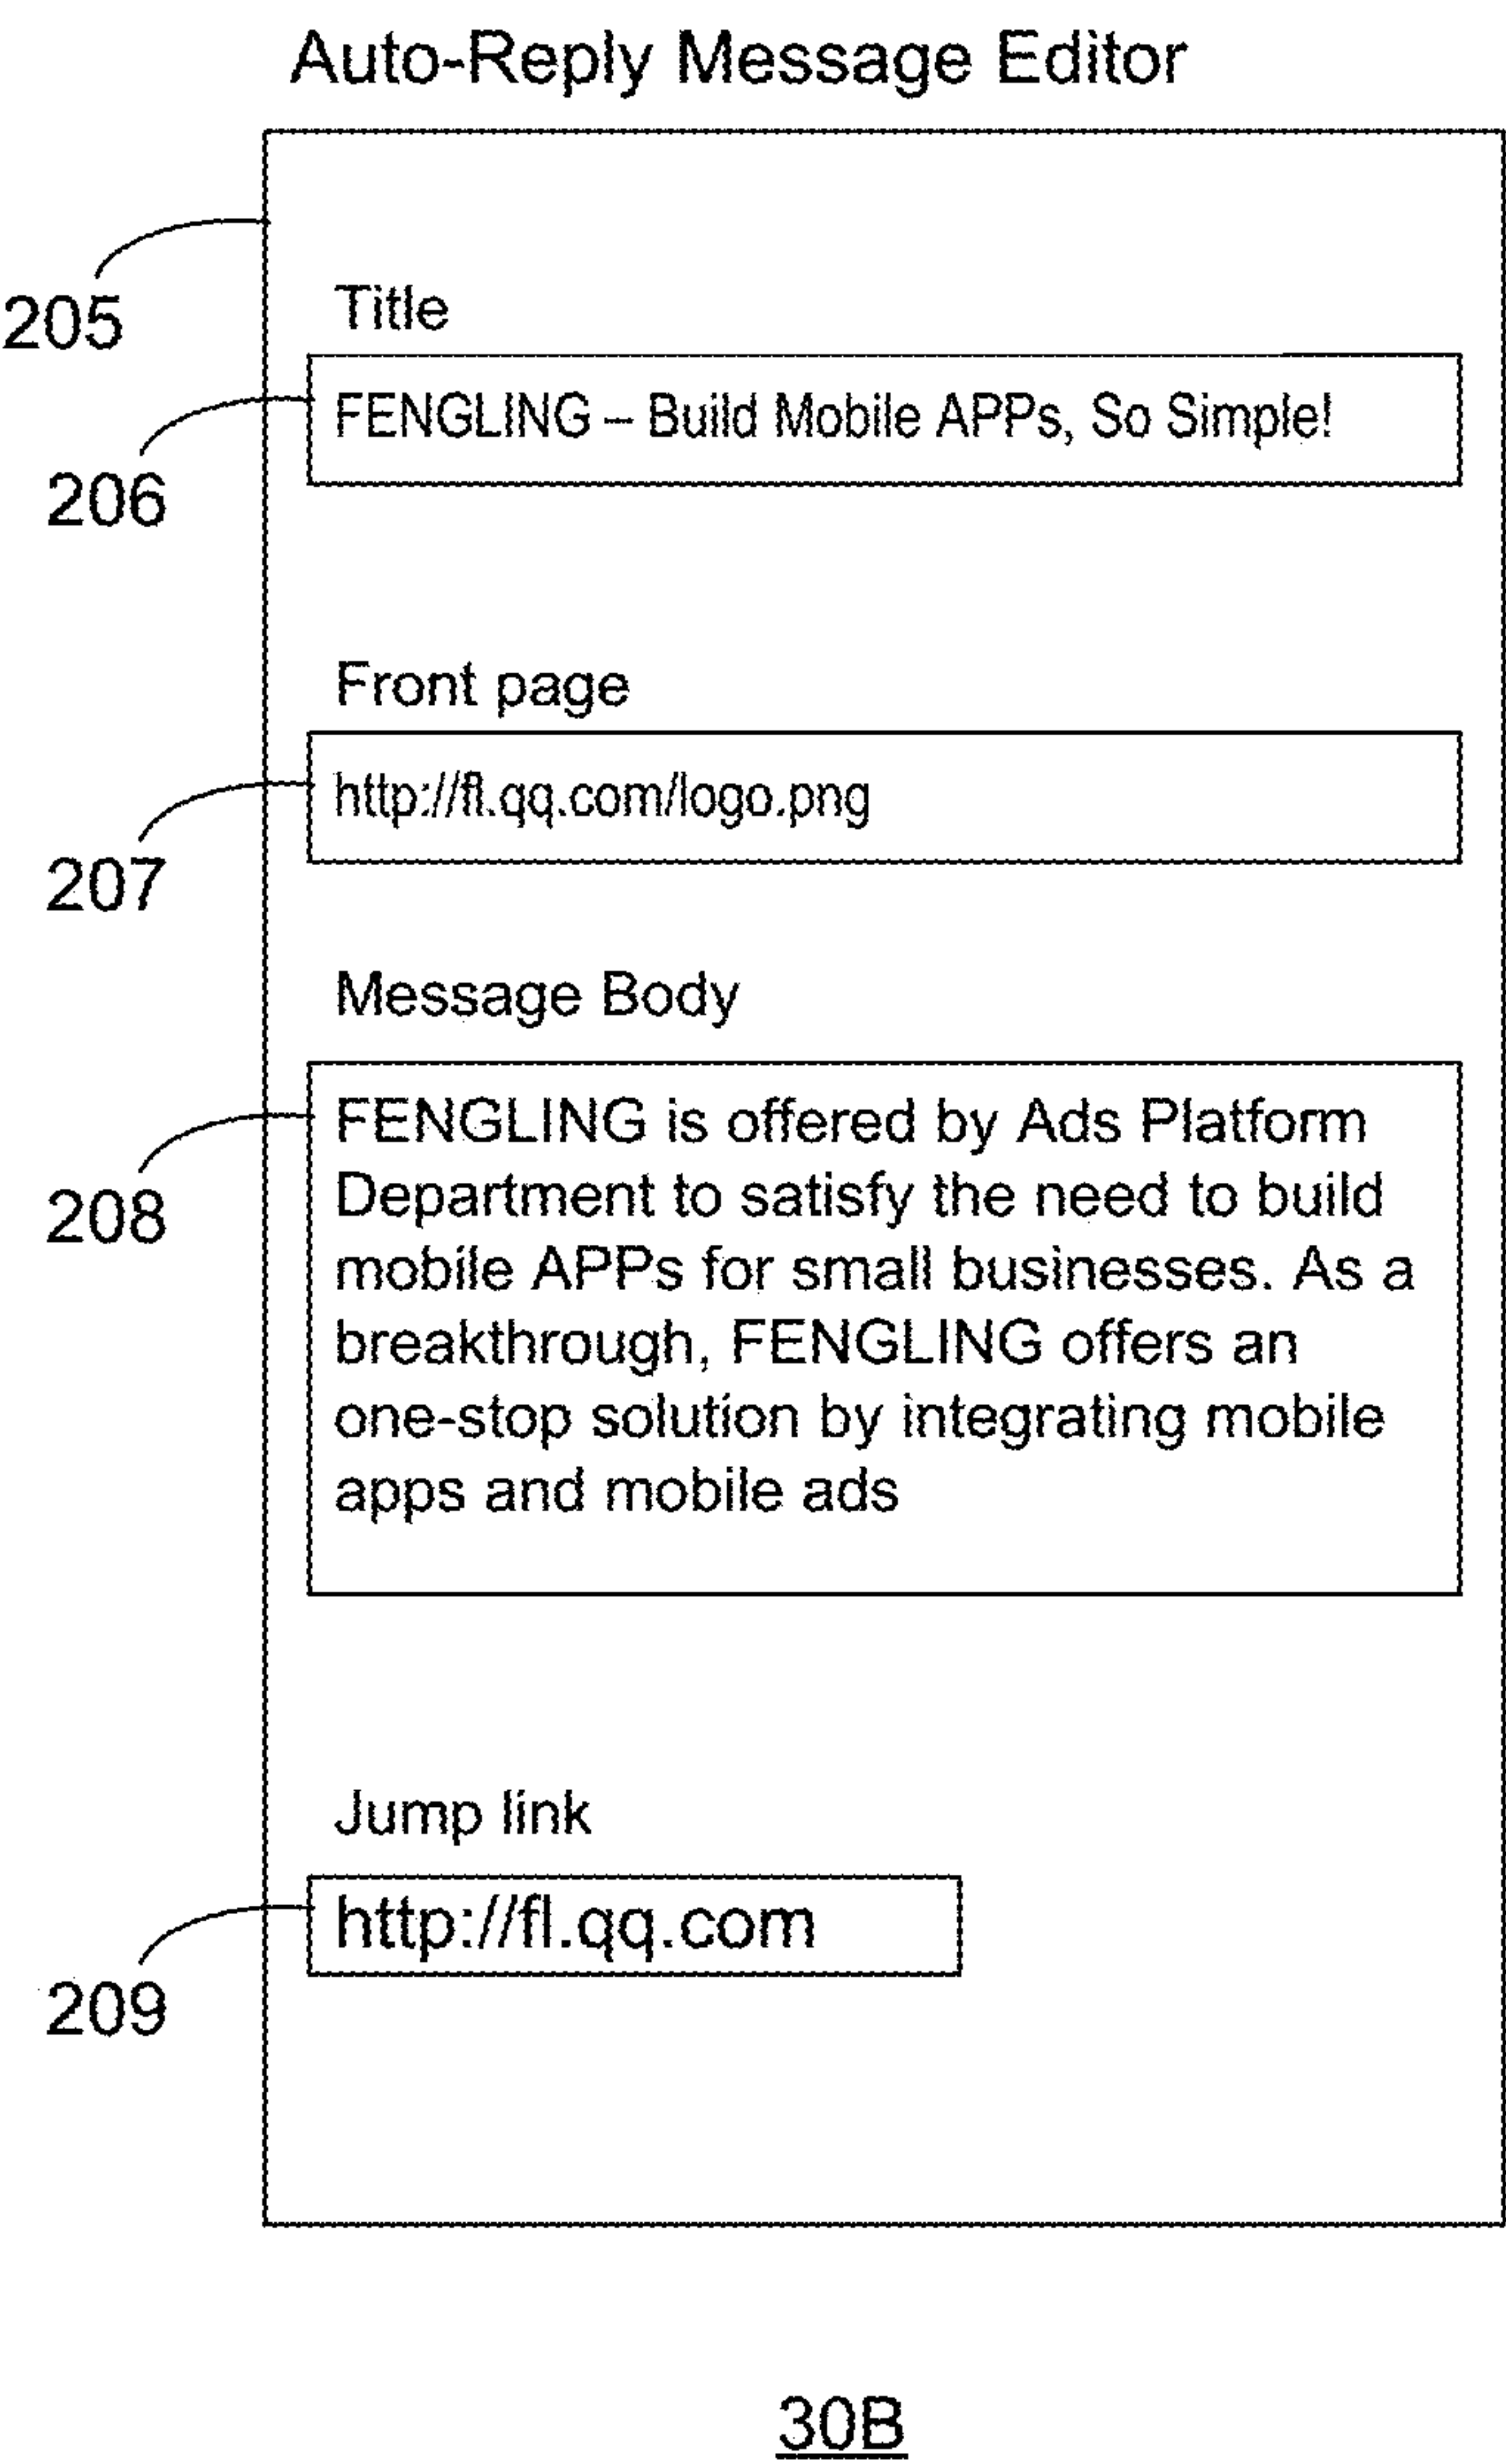 Auto-Reply Message Editor
205
Title
206
FENGLING – Build Mobile APPs, So Simple!
Front page
207
http://fl.qq.com/logo.png
Message Body
208
FENGLING is offered by Ads Platform
Department to satisfy the need to build
mobile APPs for small businesses. As a
breakthrough, FENGLING offers an
one-stop solution by integrating mobile
apps and mobile ads
Jump link
209
http://fl.qq.com
30B